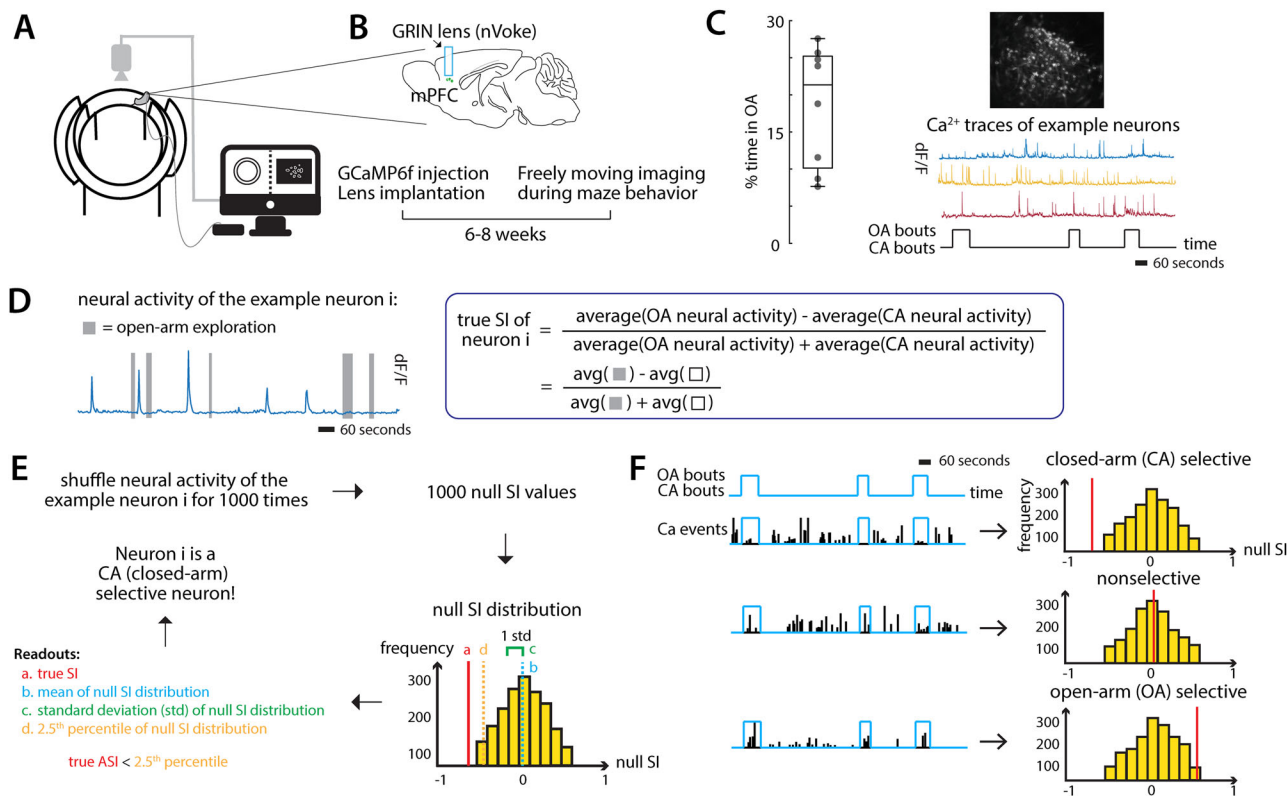 A
B
GRIN lens (nVoke)
mPFC
GCaMP6f injection
Lens implantation
Freely moving imaging
during maze behavior
6-8 weeks
C
30
15
0
% time in OA
Ca2+ traces of example neurons
dF/F
OA bouts
CA bouts
time
60 seconds
D
neural activity of the example neuron i:
= open-arm exploration
dF/F
60 seconds
true SI of
neuron i
=
average(OA neural activity) - average(CA neural activity)
average(OA neural activity) + average(CA neural activity)
=
avg( ) - avg( )
avg( ) + avg( )
E
shuffle neural activity of the
example neuron i for 1000 times
1000 null SI values
Neuron i is a
CA (closed-arm)
selective neuron!
null SI distribution
1 std
frequency
a
d
c
b
300
200
100
-1
0
1
null SI
Readouts:
a. true SI
b. mean of null SI distribution
c. standard deviation (std) of null SI distribution
d. 2.5th percentile of null SI distribution
true ASI < 2.5th percentile
F
60 seconds
OA bouts
CA bouts
time
Ca events
closed-arm (CA) selective
frequency
300
200
100
-1
1
null SI
nonselective
300
200
100
-1
0
1
open-arm (OA) selective
300
200
100
-1
0
1